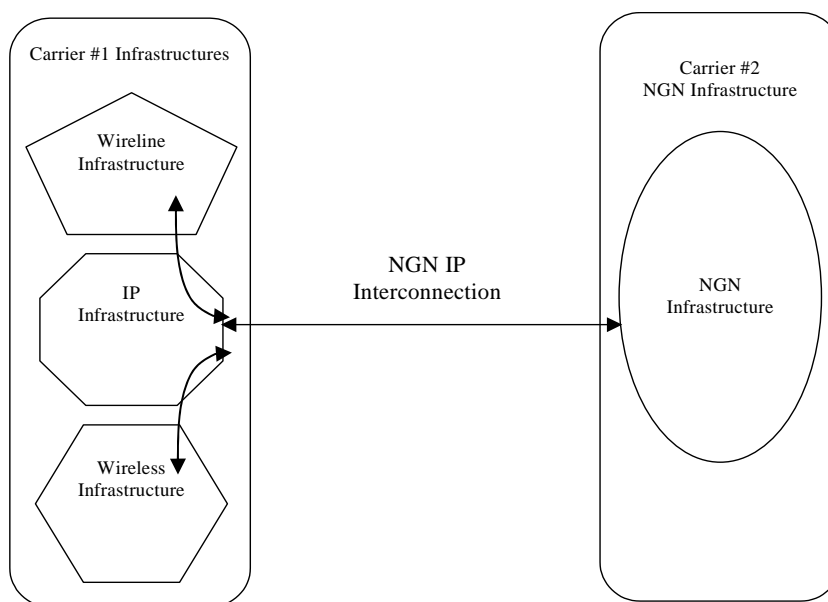 Carrier #1 Infrastructures
Wireline
Infrastructure
IP
Infrastructure
Wireless
Infrastructure
NGN IP
Interconnection
Carrier #2
NGN Infrastructure
NGN
Infrastructure